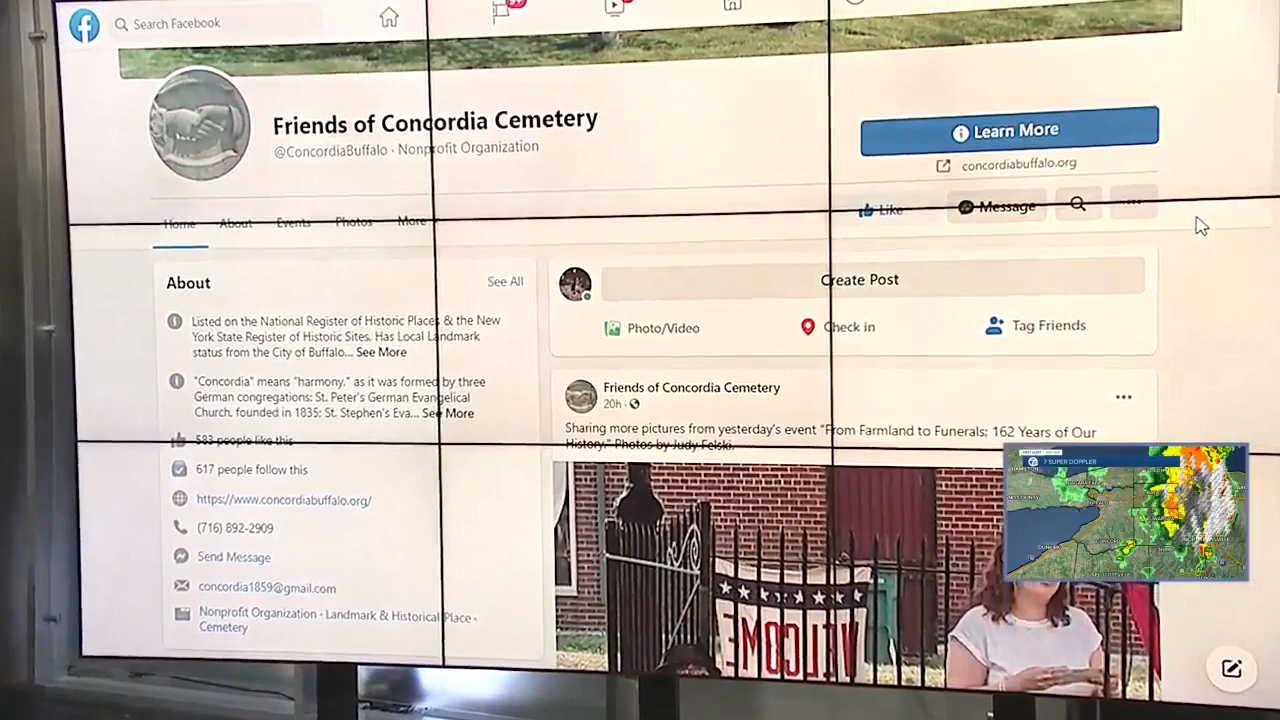 Search Facebook
Friends of Concordia Cemetery
@ConcordiaBuffalo · Nonprofit Organization
Learn More
concordiabuffalo.org
Home About Events Photos More
Like Message
About See All
Listed on the National Register of Historic Places & the New
York State Register of Historic Sites. Has Local Landmark
status from the City of Buffalo... See More
"Concordia" means "harmony," as it was formed by three
German congregations: St. Peter's German Evangelical
Church, founded in 1835; St. Stephen's Eva... See More
583 people like this
617 people follow this
https://www.concordiabuffalo.org/
(716) 892-2909
Send Message
concordia1859@gmail.com
Nonprofit Organization · Landmark & Historical Place ·
Cemetery
Create Post
Photo/Video Check in Tag Friends
Friends of Concordia Cemetery
20h ·
Sharing more pictures from yesterday's event "From Farmland to Funerals; 162 Years of Our
History." Photos by Judy Felski.
WELCOME
7 SUPER DOPPLER
HAMILTON
DUNKIRK